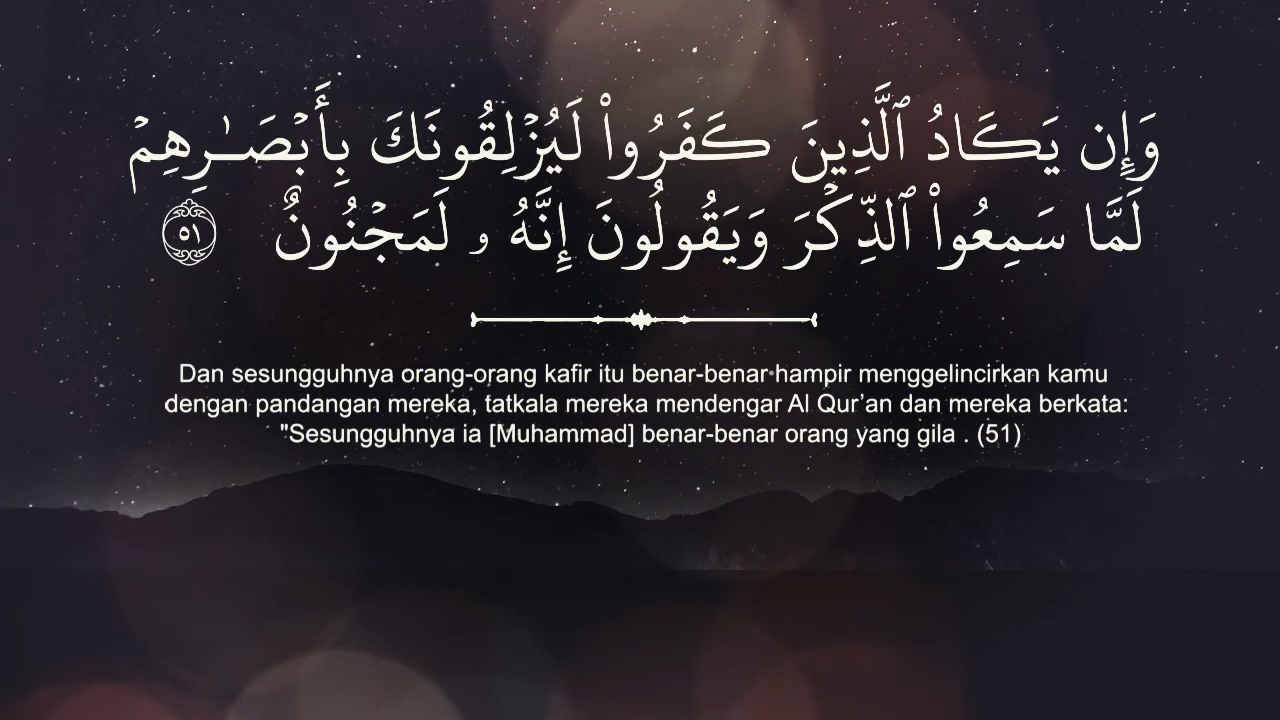 وَإِن يَكَادُ ٱلَّذِينَ كَفَرُوا۟ لَيُزْلِقُونَكَ بِأَبْصَـٰرِهِمْ
لَمَّا سَمِعُوا۟ ٱلذِّكْرَ وَيَقُولُونَ إِنَّهُۥ لَمَجْنُونٌ ٥١
Dan sesungguhnya orang-orang kafir itu benar-benar hampir menggelincirkan kamu
dengan pandangan mereka, tatkala mereka mendengar Al Qur’an dan mereka berkata:
"Sesungguhnya ia [Muhammad] benar-benar orang yang gila . (51)